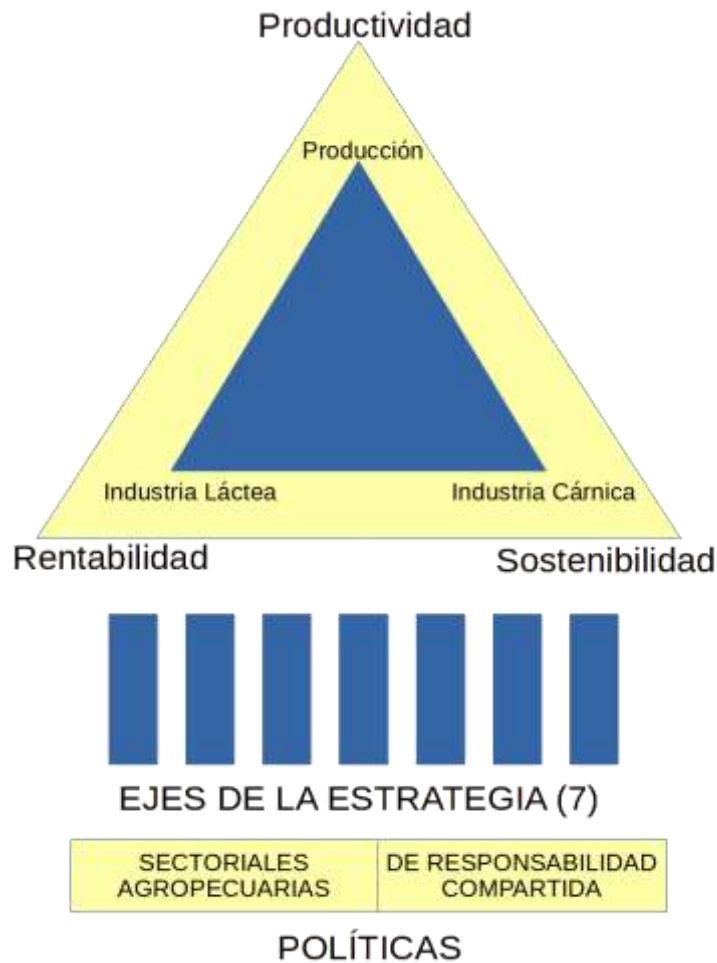 Productividad
Producción
Industria Láctea
Industria Cárnica
Rentabilidad
Sostenibilidad
EJES DE LA ESTRATEGIA (7)
SECTORIALES
AGROPECUARIAS
DE RESPONSABILIDAD
COMPARTIDA
POLÍTICAS